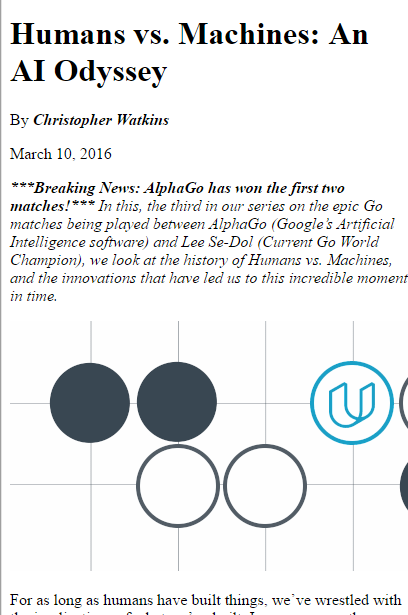 Humans vs. Machines: An
AI Odyssey
By Christopher Watkins
March 10, 2016
***Breaking News: AlphaGo has won the first two
matches!*** In this, the third in our series on the epic Go
matches being played between AlphaGo (Google's Artificial
Intelligence software) and Lee Se-Dol (Current Go World
Champion), we look at the history of Humans vs. Machines,
and the innovations that have led us to this incredible moment
in time.
For as long as humans have built things, we've wrestled with